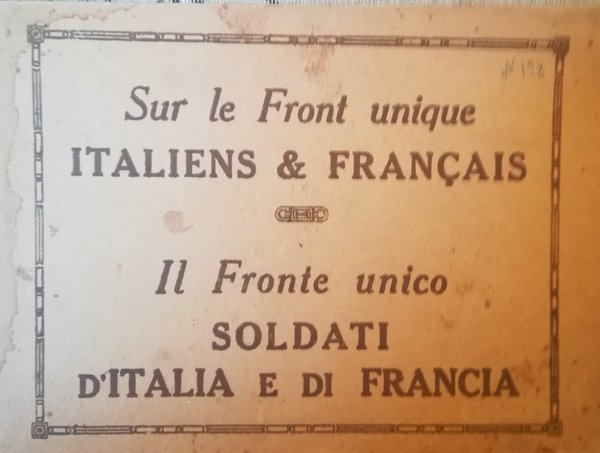 Sur le Front unique
ITALIENS & FRANÇAIS
Il Fronte unico
SOLDATI
D'ITALIA E DI FRANCIA